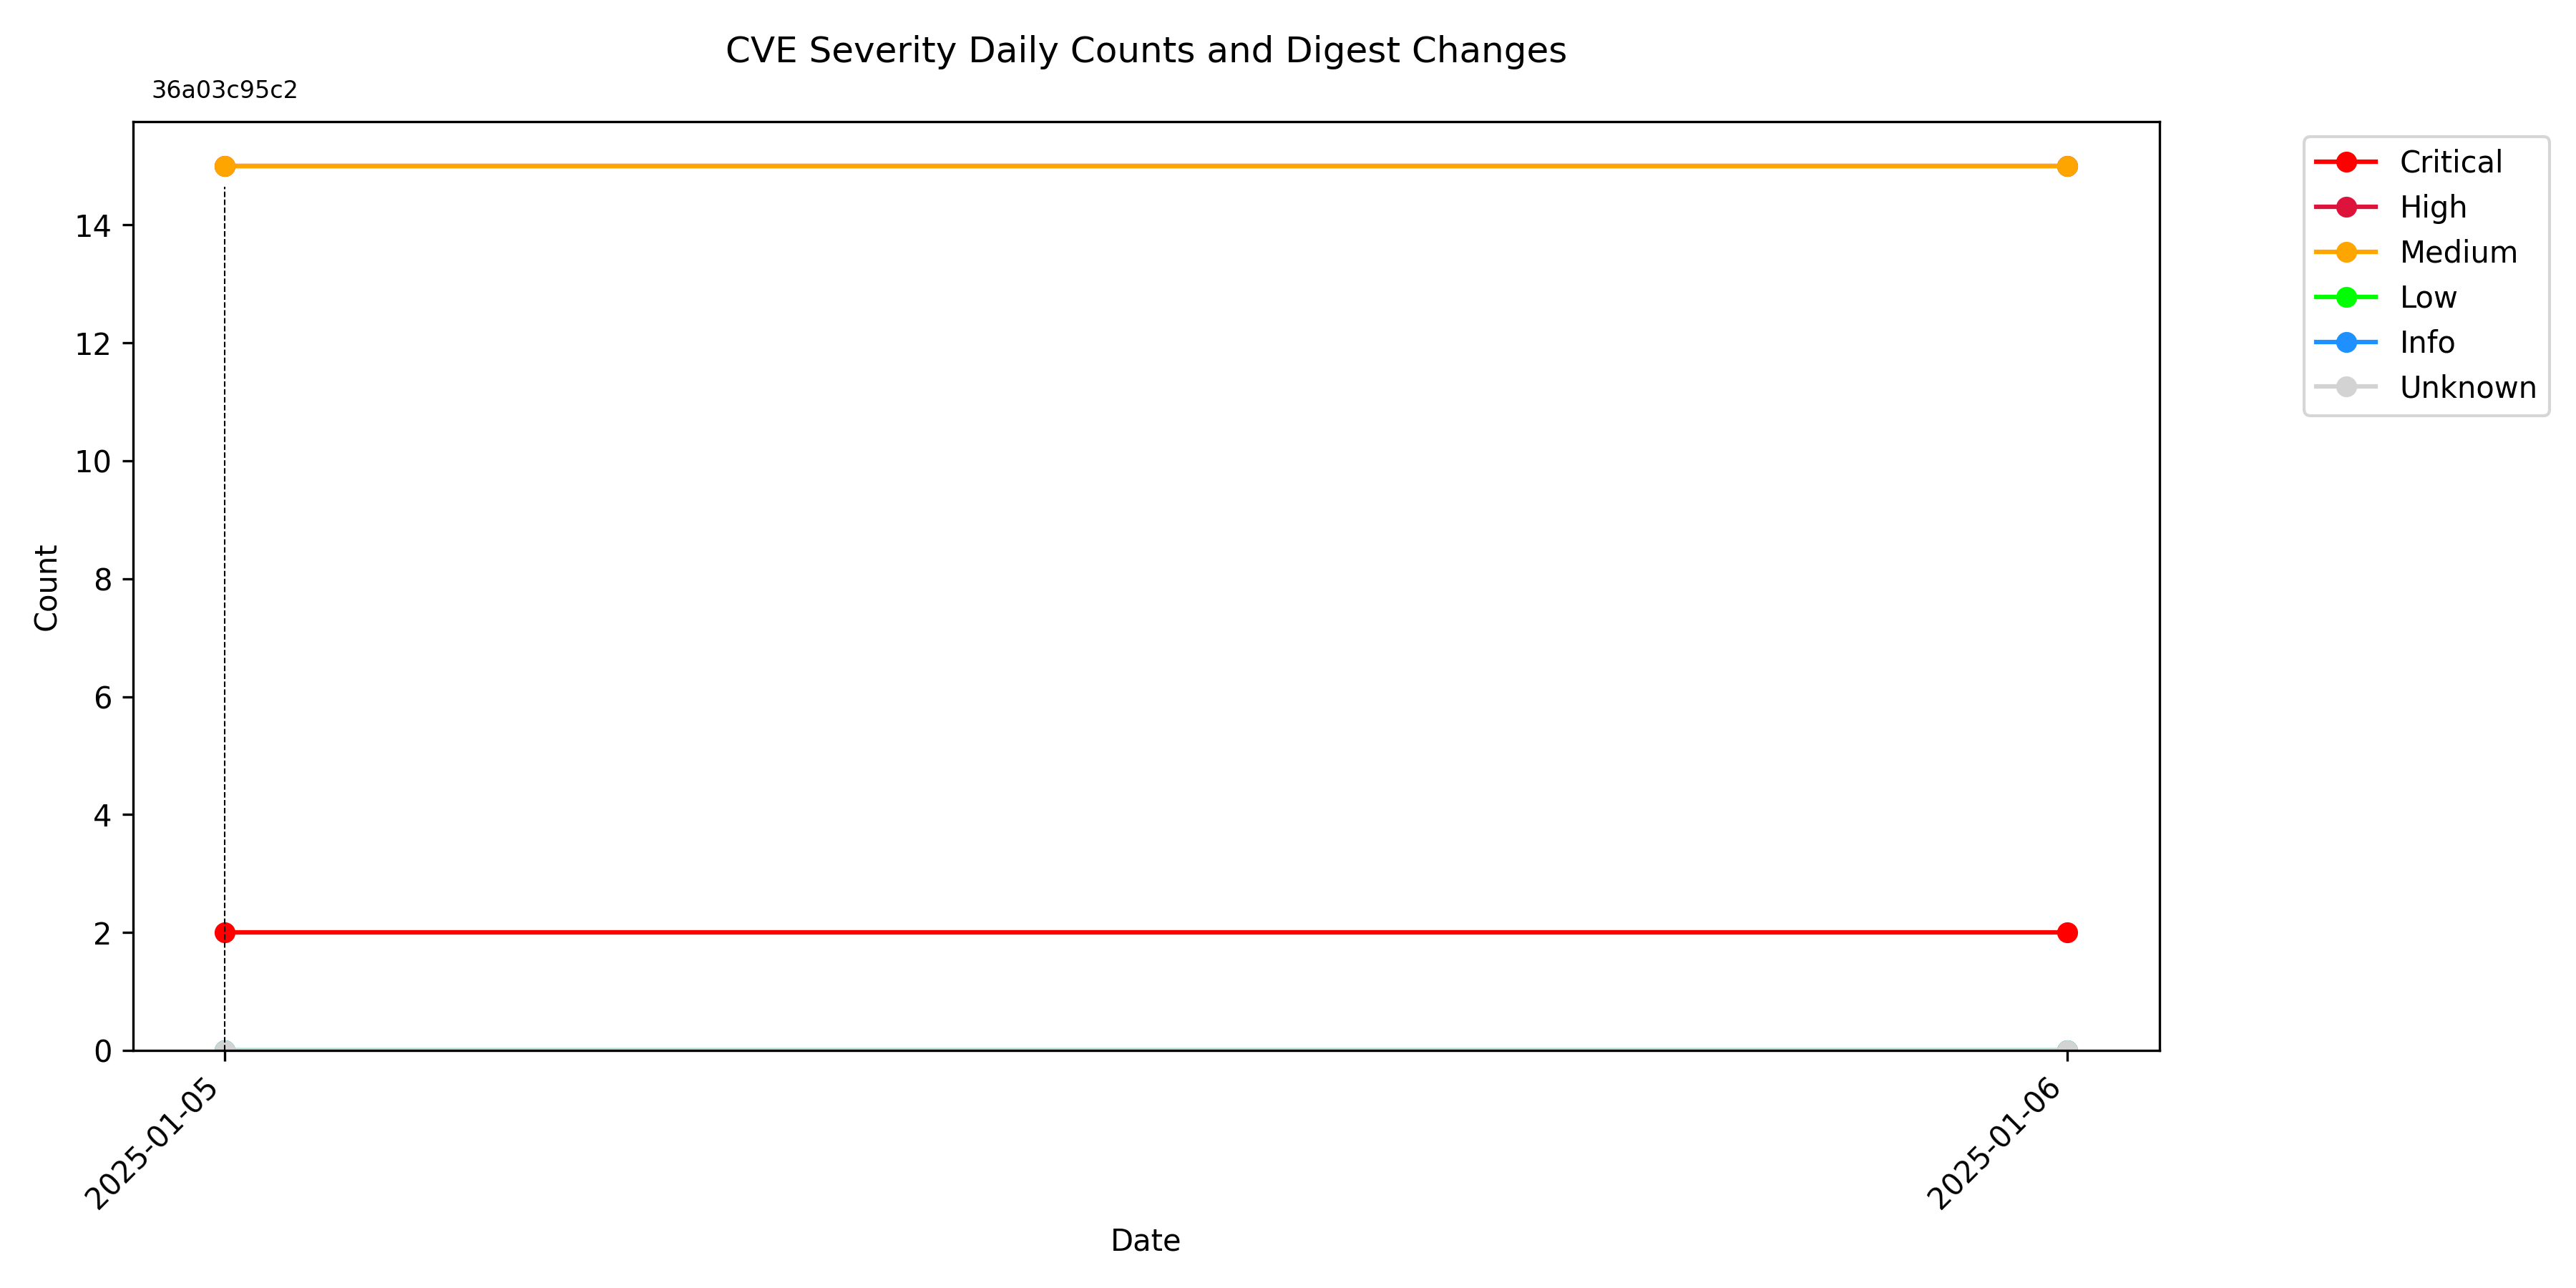 CVE Severity Daily Counts and Digest Changes
36a03c95c2
Critical
High
Medium
Low
Info
Unknown
14
12
10
8
6
4
2
0
Count
2025-01-05
2025-01-06
Date